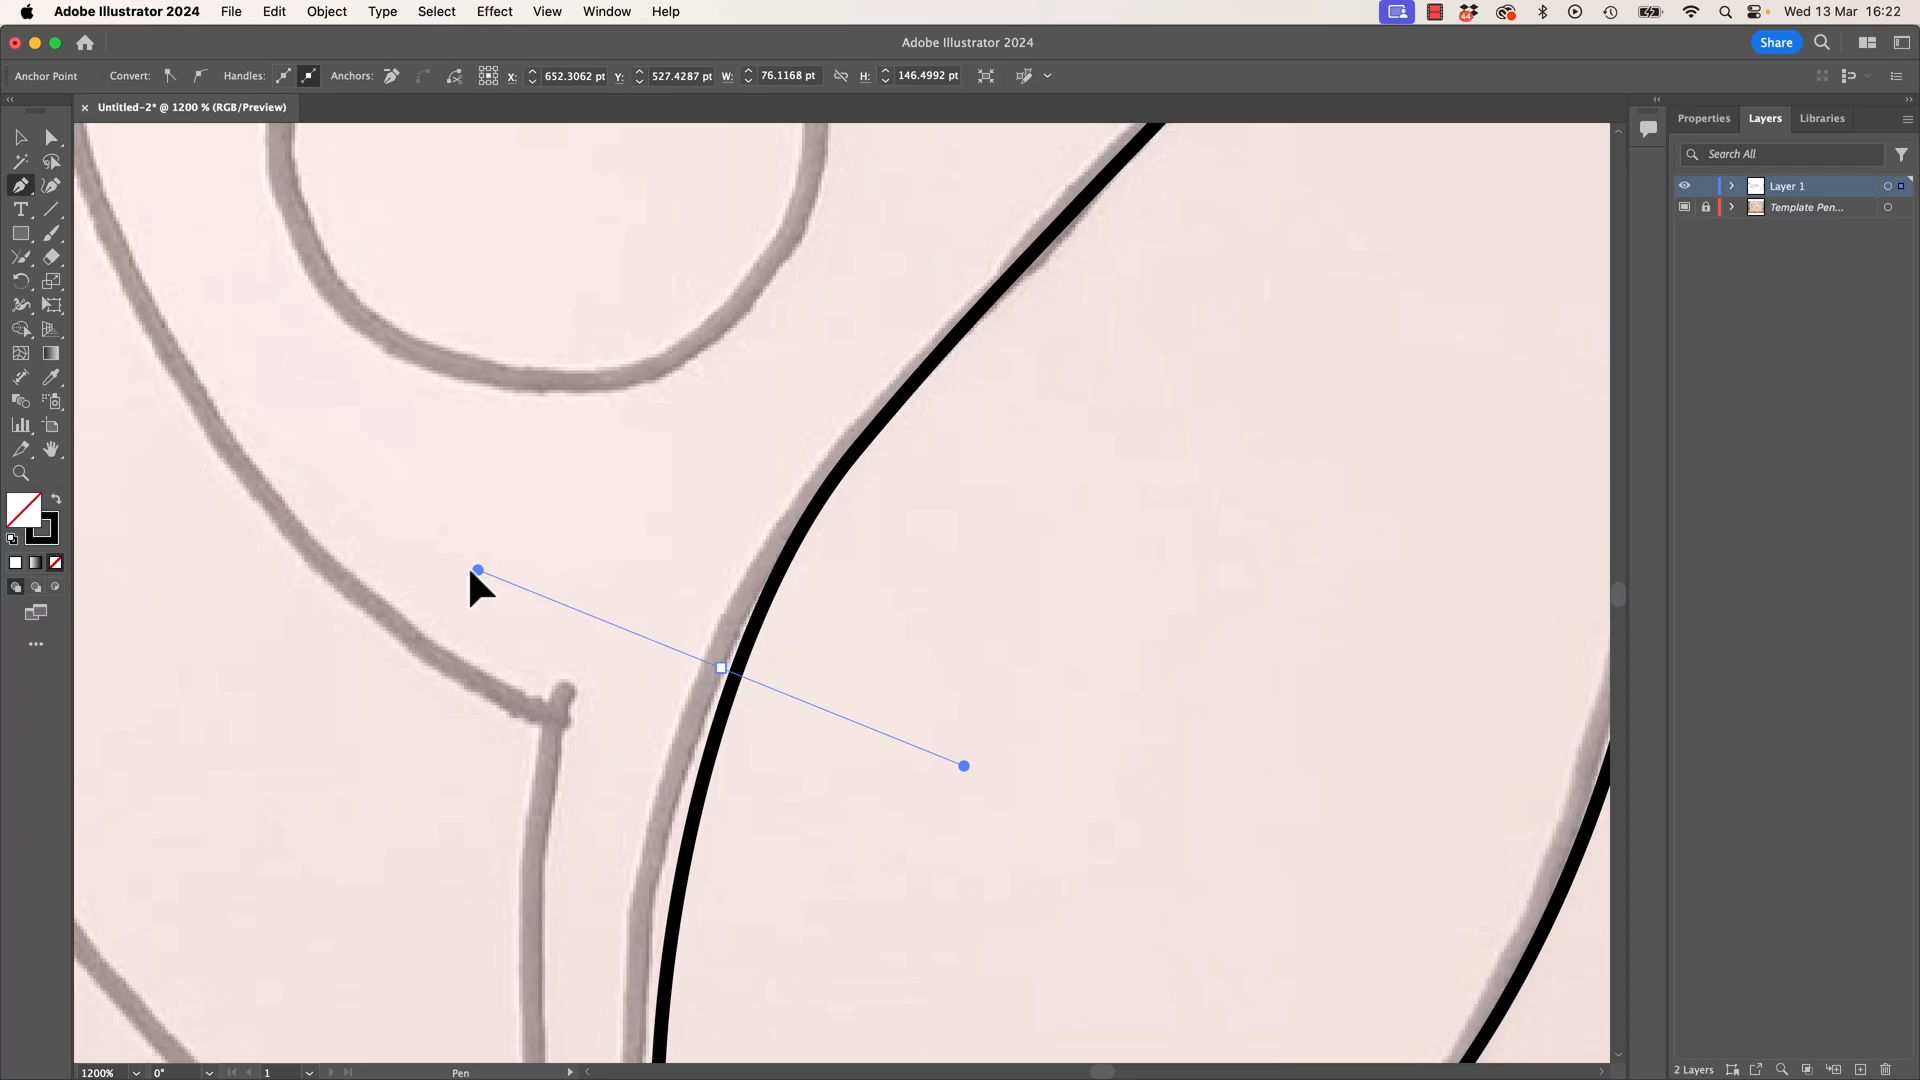 Adobe Illustrator 2024 File Edit Object Type Select Effect View Window Help 44 Wed 13 Mar 16:22
Adobe Illustrator 2024 Share
Anchor Point Convert: Handles: Anchors: X: 652.3062 pt Y: 527.4287 pt W: 76.1168 pt H: 146.4992 pt
× Untitled-2* @ 1200 % (RGB/Preview)
Properties Layers Libraries
Search All
Layer 1
Template Pen...
1200% 0° 1 Pen 2 Layers